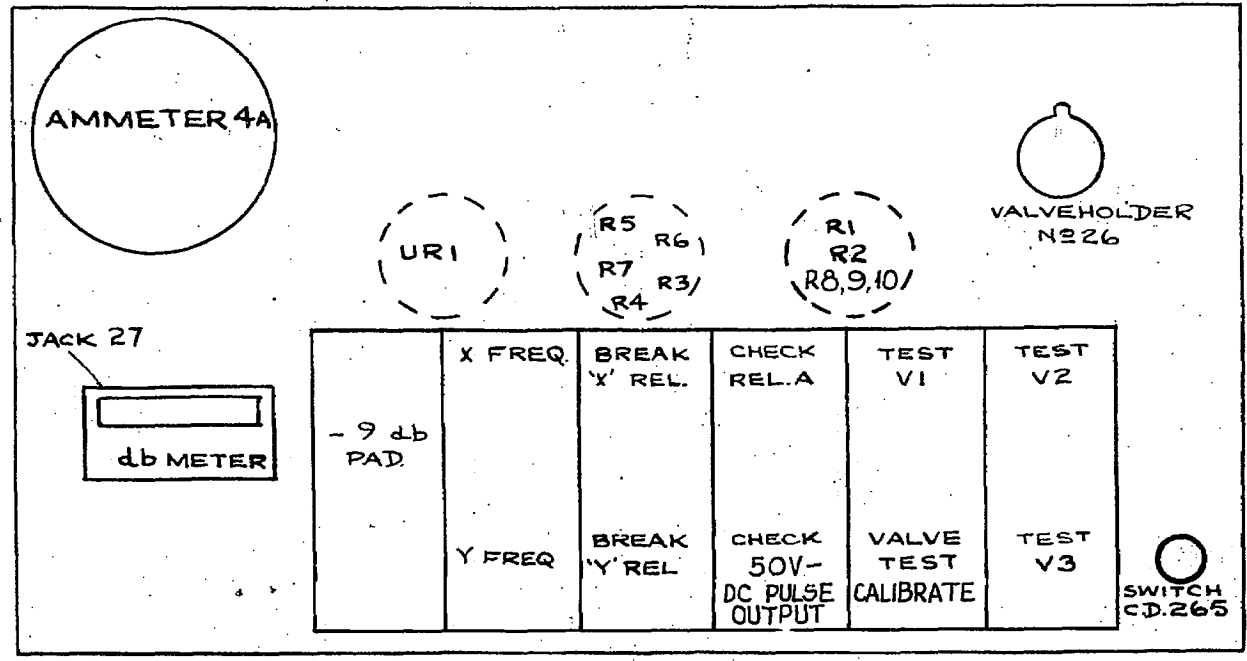 AMMETER 4A
VALVEHOLDER
Nº 26
UR1
R5
R6
R7
R3
R4
R1
R2
R8,9,10
JACK 27
db METER
- 9 db
PAD.
X FREQ.
Y FREQ
BREAK
'X' REL.
BREAK
'Y' REL
CHECK
REL.A
CHECK
50V-
DC PULSE
OUTPUT
TEST
V1
VALVE
TEST
CALIBRATE
TEST
V2
TEST
V3
SWITCH
C.D.265